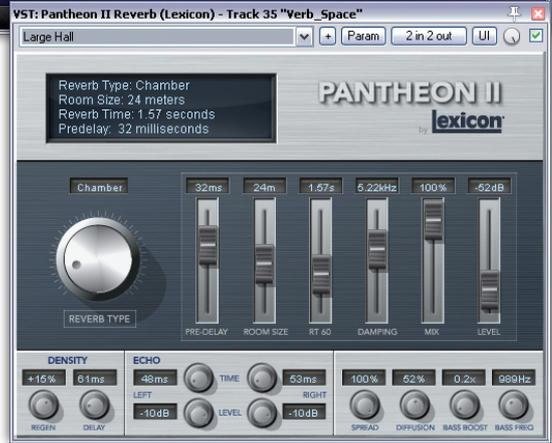 VST: Pantheon II Reverb (Lexicon) - Track 35 "Verb_Space"
Large Hall + Param 2 in 2 out UI
Reverb Type: Chamber
Room Size: 24 meters
Reverb Time: 1.57 seconds
Predelay: 32 milliseconds
PANTHEON II
by lexicon
Chamber
REVERB TYPE
32ms 24m 1.57s 5.22kHz 100% -52dB
PRE-DELAY ROOM SIZE RT 60 DAMPING MIX LEVEL
DENSITY
+15% 61ms
REGEN DELAY
ECHO
48ms TIME 53ms
LEFT RIGHT
-10dB LEVEL -10dB
100% 52% 0.2x 989Hz
SPREAD DIFFUSION BASS BOOST BASS FREQ